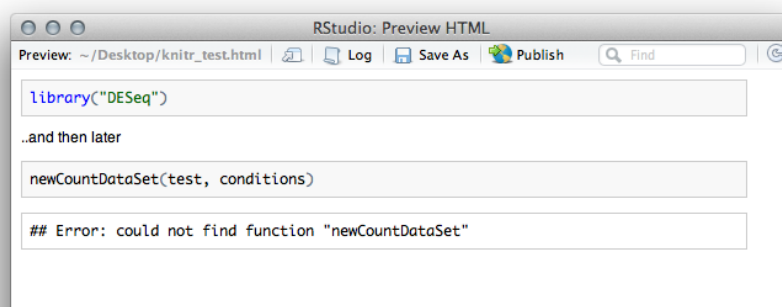 RStudio: Preview HTML
Preview: ~/Desktop/knitr_test.html Log Save As Publish Find
library("DESeq")
..and then later
newCountDataSet(test, conditions)
## Error: could not find function "newCountDataSet"